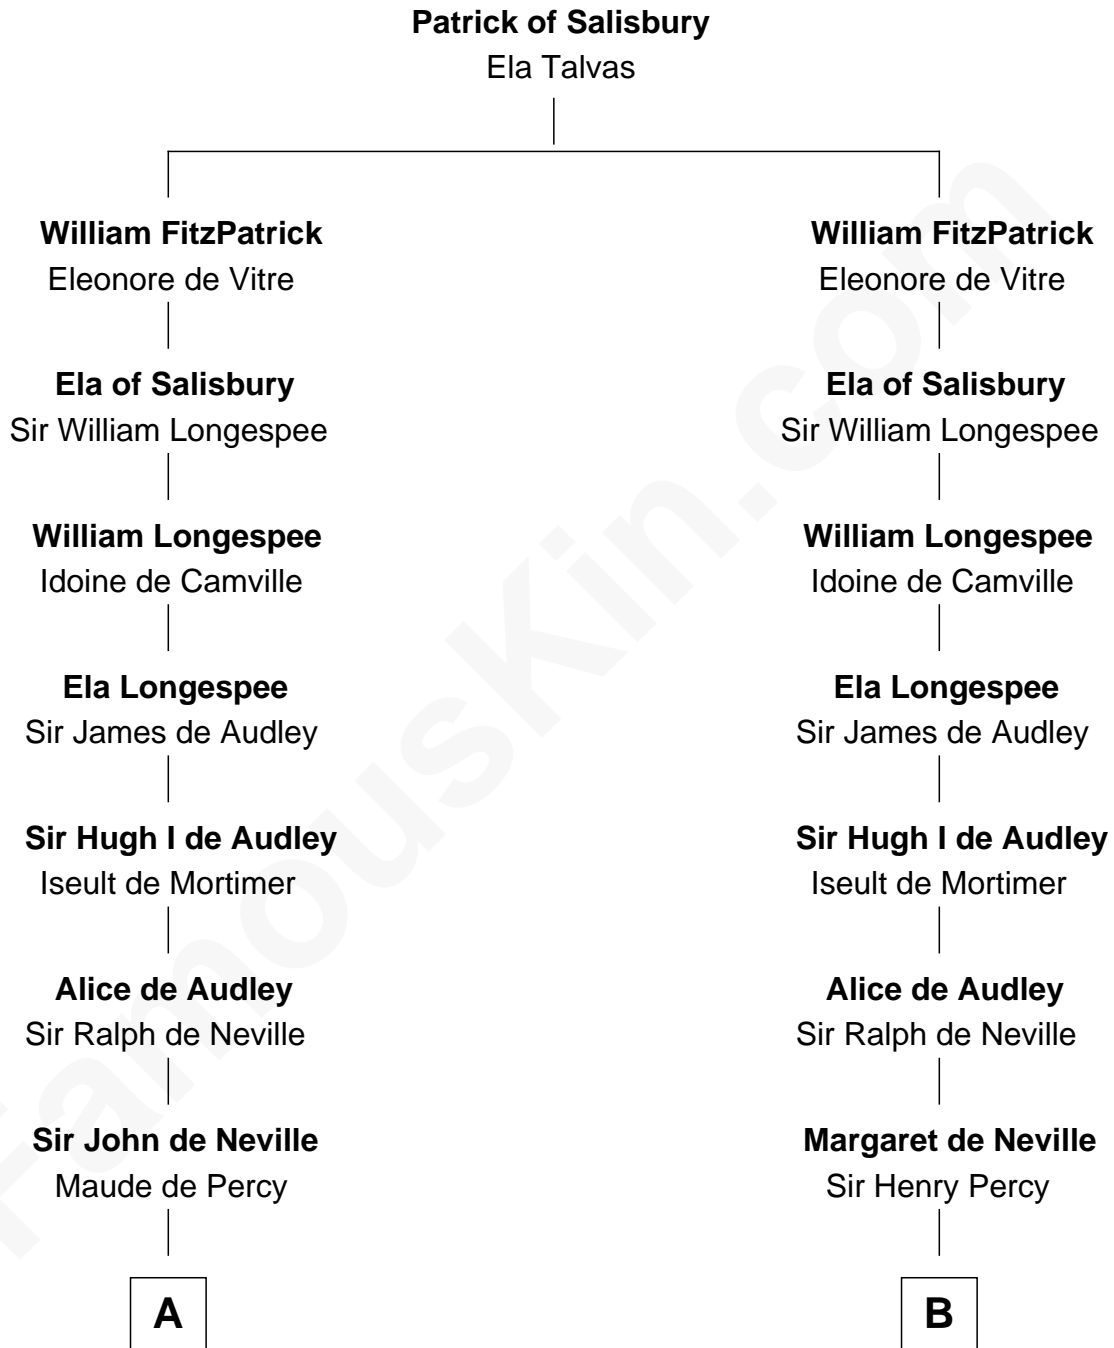 Patrick of Salisbury
Ela Talvas
William FitzPatrick
Eleonore de Vitre
Ela of Salisbury
Sir William Longespee
William Longespee
Idoine de Camville
Ela Longespee
Sir James de Audley
Sir Hugh I de Audley
Iseult de Mortimer
Alice de Audley
Sir Ralph de Neville
Sir John de Neville
Maude de Percy
A
William FitzPatrick
Eleonore de Vitre
Ela of Salisbury
Sir William Longespee
William Longespee
Idoine de Camville
Ela Longespee
Sir James de Audley
Sir Hugh I de Audley
Iseult de Mortimer
Alice de Audley
Sir Ralph de Neville
Margaret de Neville
Sir Henry Percy
B
FamousKin.com